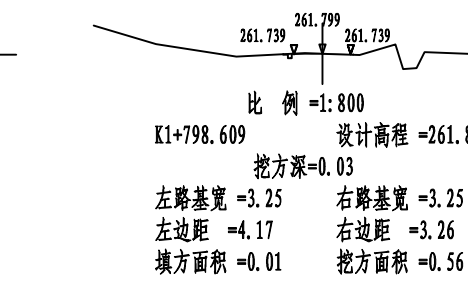 261.799
261.739 261.739
比 例 =1:800
K1+798.609 设计高程 =261.8
挖方深=0.03
左路基宽 =3.25 右路基宽 =3.25
左边距 =4.17 右边距 =3.26
填方面积 =0.01 挖方面积 =0.56